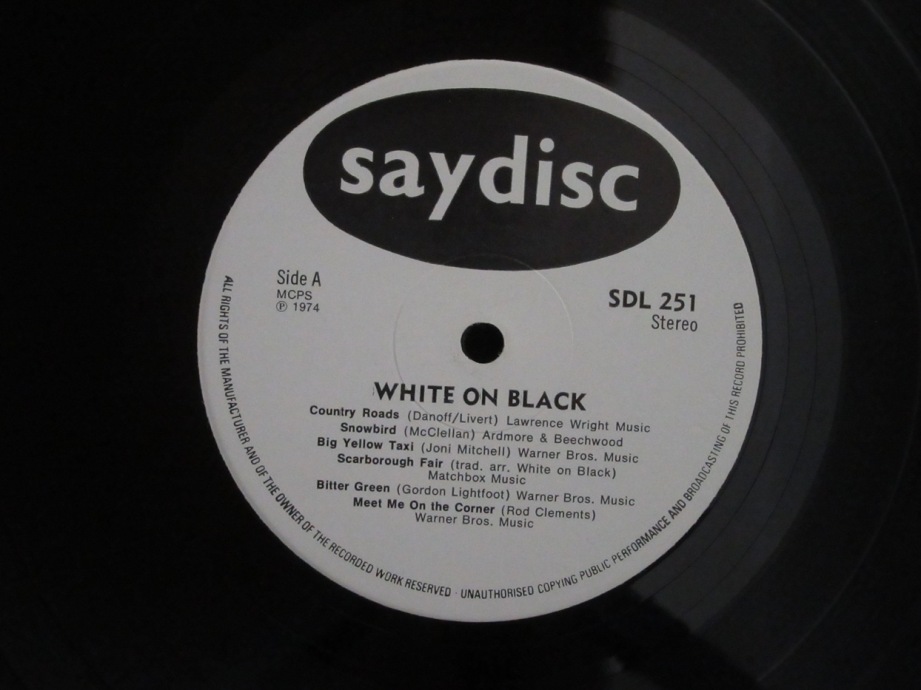 saydisc
Side A
MCPS
℗ 1974
SDL 251
Stereo
WHITE ON BLACK
Country Roads (Danoff/Livert) Lawrence Wright Music
Snowbird (McClellan) Ardmore & Beechwood
Big Yellow Taxi (Joni Mitchell) Warner Bros. Music
Scarborough Fair (trad. arr. White on Black)
Matchbox Music
Bitter Green (Gordon Lightfoot) Warner Bros. Music
Meet Me On the Corner (Rod Clements)
Warner Bros. Music
ALL RIGHTS OF THE MANUFACTURER AND OF THE OWNER OF THE RECORDED WORK RESERVED · UNAUTHORISED COPYING PUBLIC PERFORMANCE AND BROADCASTING OF THIS RECORD PROHIBITED